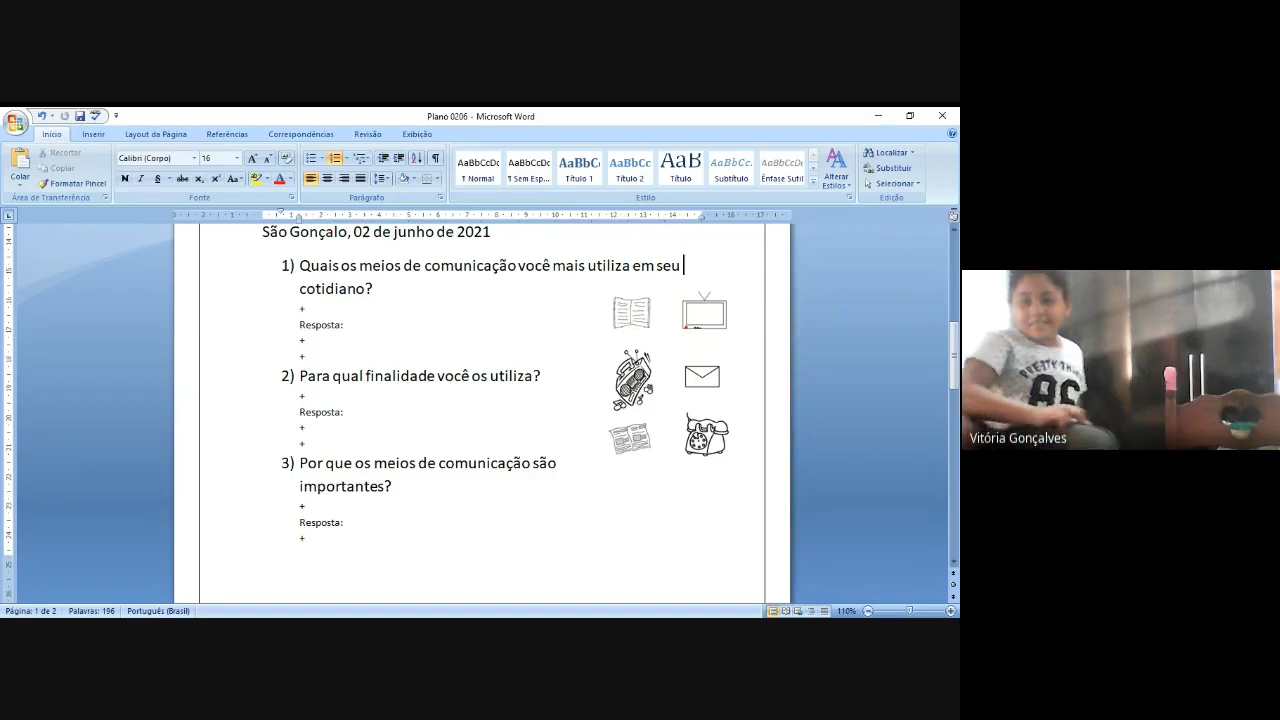 Plano 0206 - Microsoft Word
Início Inserir Layout da Página Referências Correspondências Revisão Exibição
Colar
Recortar
Copiar
Formatar Pincel
Área de Transferência
Calibri (Corpo) 16
N I S abc x₂ x² Aa
Fonte
Parágrafo
AaBbCcDc AaBbCcDc AaBbC AaBbCc AaB AaBbCc. AaBbCcDc
¶ Normal ¶ Sem Esp... Título 1 Título 2 Título Subtítulo Ênfase Sutil
Alterar Estilos
Estilo
Localizar
Substituir
Selecionar
Edição
São Gonçalo, 02 de junho de 2021
1) Quais os meios de comunicação você mais utiliza em seu
cotidiano?
+
Resposta:
+
+
2) Para qual finalidade você os utiliza?
+
Resposta:
+
+
3) Por que os meios de comunicação são
importantes?
+
Resposta:
+
Página: 1 de 2 Palavras: 196 Português (Brasil) 110%
PRETTY
Vitória Gonçalves